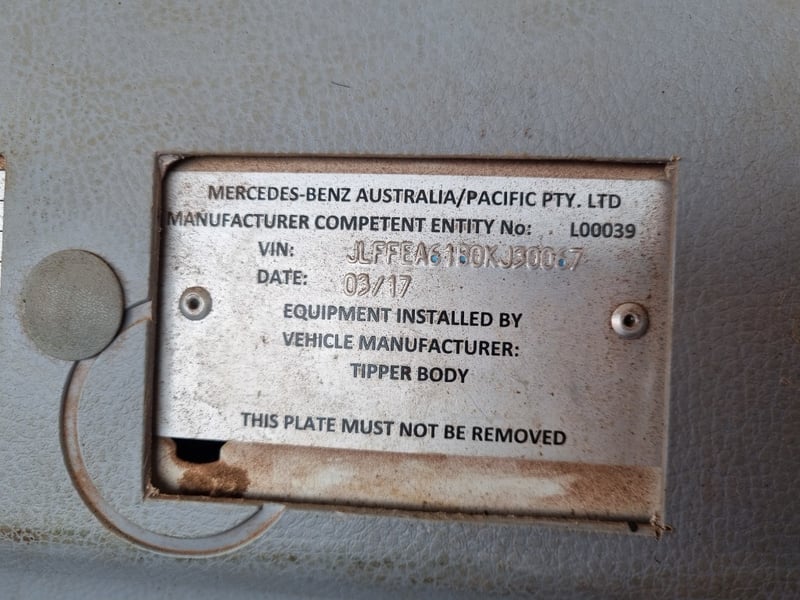 MERCEDES-BENZ AUSTRALIA/PACIFIC PTY. LTD
MANUFACTURER COMPETENT ENTITY No: L00039
VIN: JLFFEA61B0KJ30067
DATE: 03/17
EQUIPMENT INSTALLED BY
VEHICLE MANUFACTURER:
TIPPER BODY
THIS PLATE MUST NOT BE REMOVED